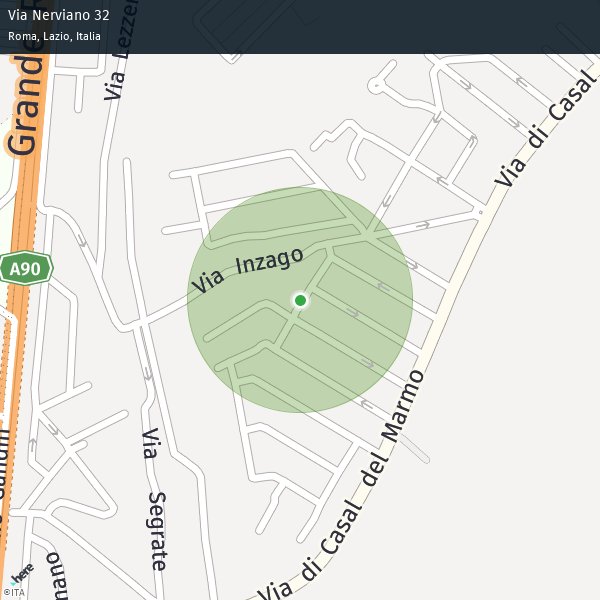 Via Nerviano 32
Roma, Lazio, Italia
Via Lezzen
Grande R
Via di Casal
Via Inzago
A90
Via di Casal del Marmo
Via Segrate
here
©ITA